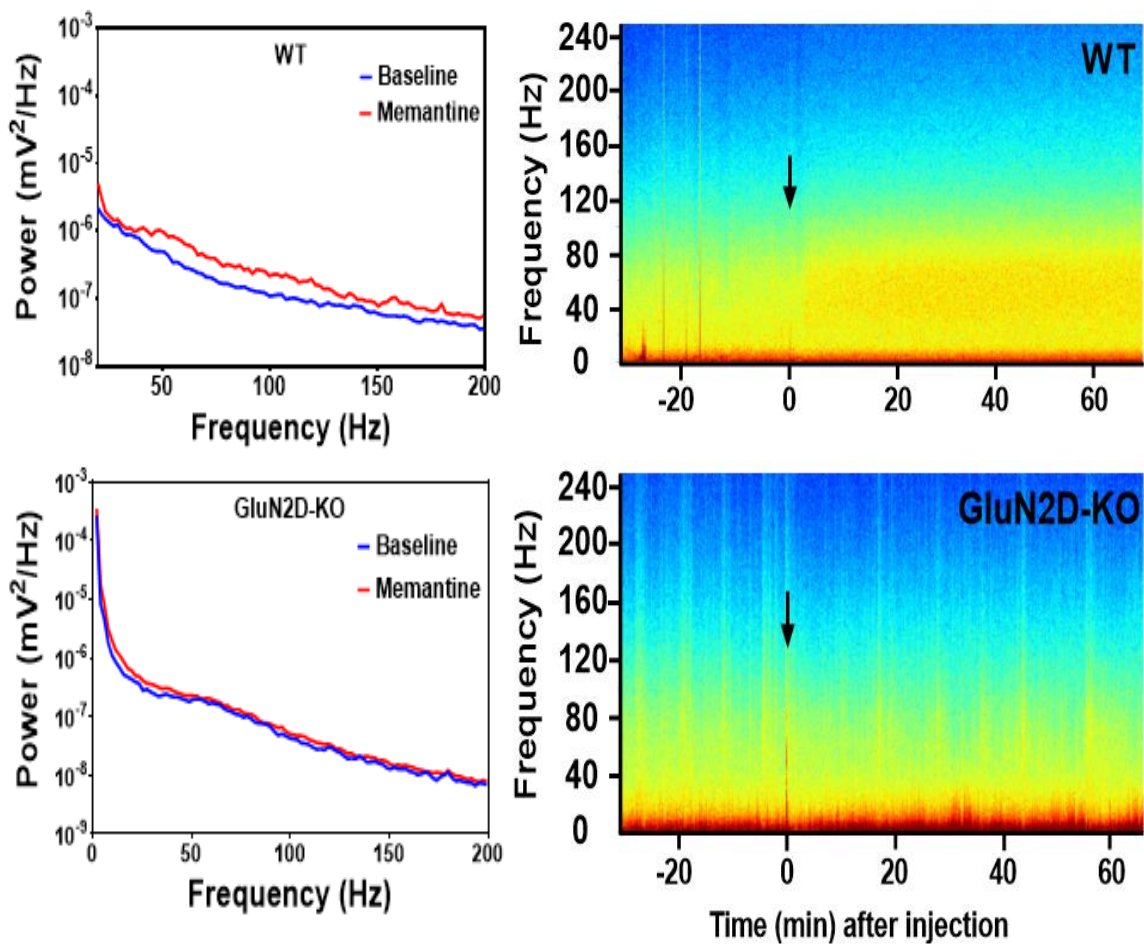 WT
Baseline
Memantine
Power (mV²/Hz)
10⁻³
10⁻⁴
10⁻⁵
10⁻⁶
10⁻⁷
10⁻⁸
50 100 150 200
Frequency (Hz)
WT
Frequency (Hz)
240
200
160
120
80
40
0
-20 0 20 40 60
GluN2D-KO
Baseline
Memantine
Power (mV²/Hz)
10⁻³
10⁻⁴
10⁻⁵
10⁻⁶
10⁻⁷
10⁻⁸
10⁻⁹
0 50 100 150 200
Frequency (Hz)
GluN2D-KO
Frequency (Hz)
240
200
160
120
80
40
0
-20 0 20 40 60
Time (min) after injection